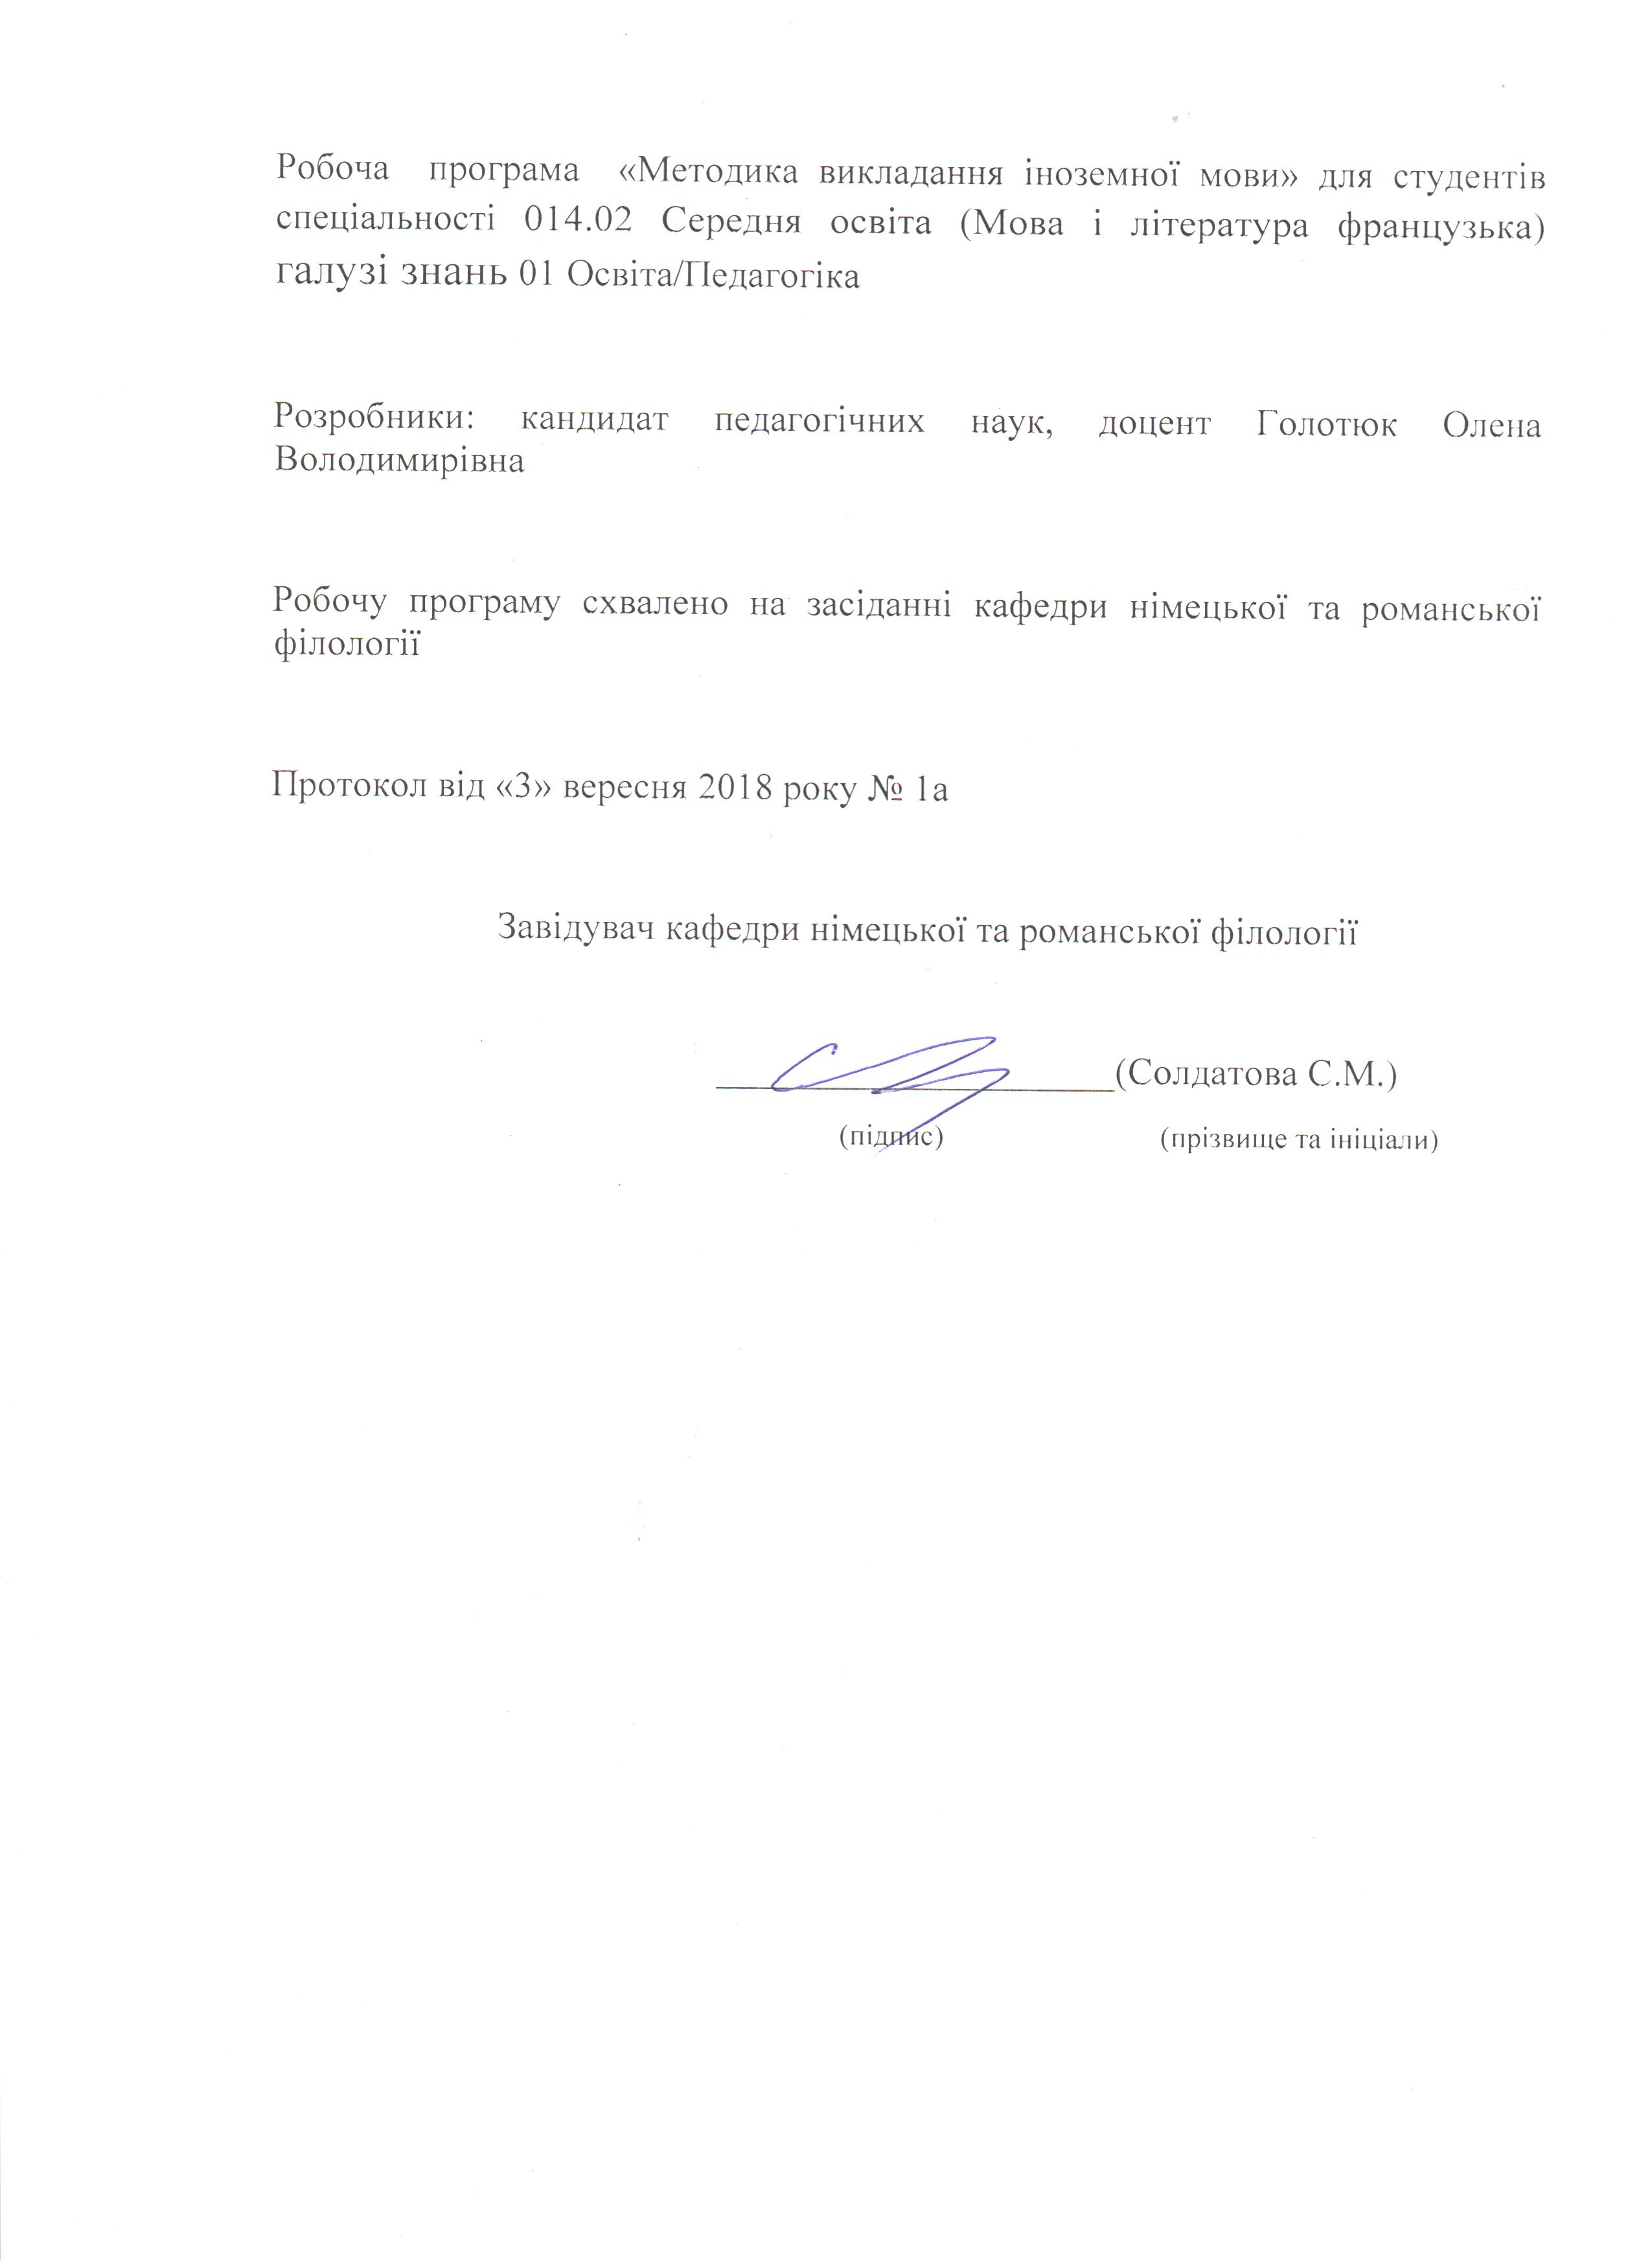 Робоча програма «Методика викладання іноземної мови» для студентів
спеціальності 014.02 Середня освіта (Мова і література французька)
галузі знань 01 Освіта/Педагогіка
Розробники: кандидат педагогічних наук, доцент Голотюк Олена
Володимирівна
Робочу програму схвалено на засіданні кафедри німецької та романської
філології
Протокол від «3» вересня 2018 року № 1а
Завідувач кафедри німецької та романської філології
(Солдатова С.М.)
(підпис) (прізвище та ініціали)